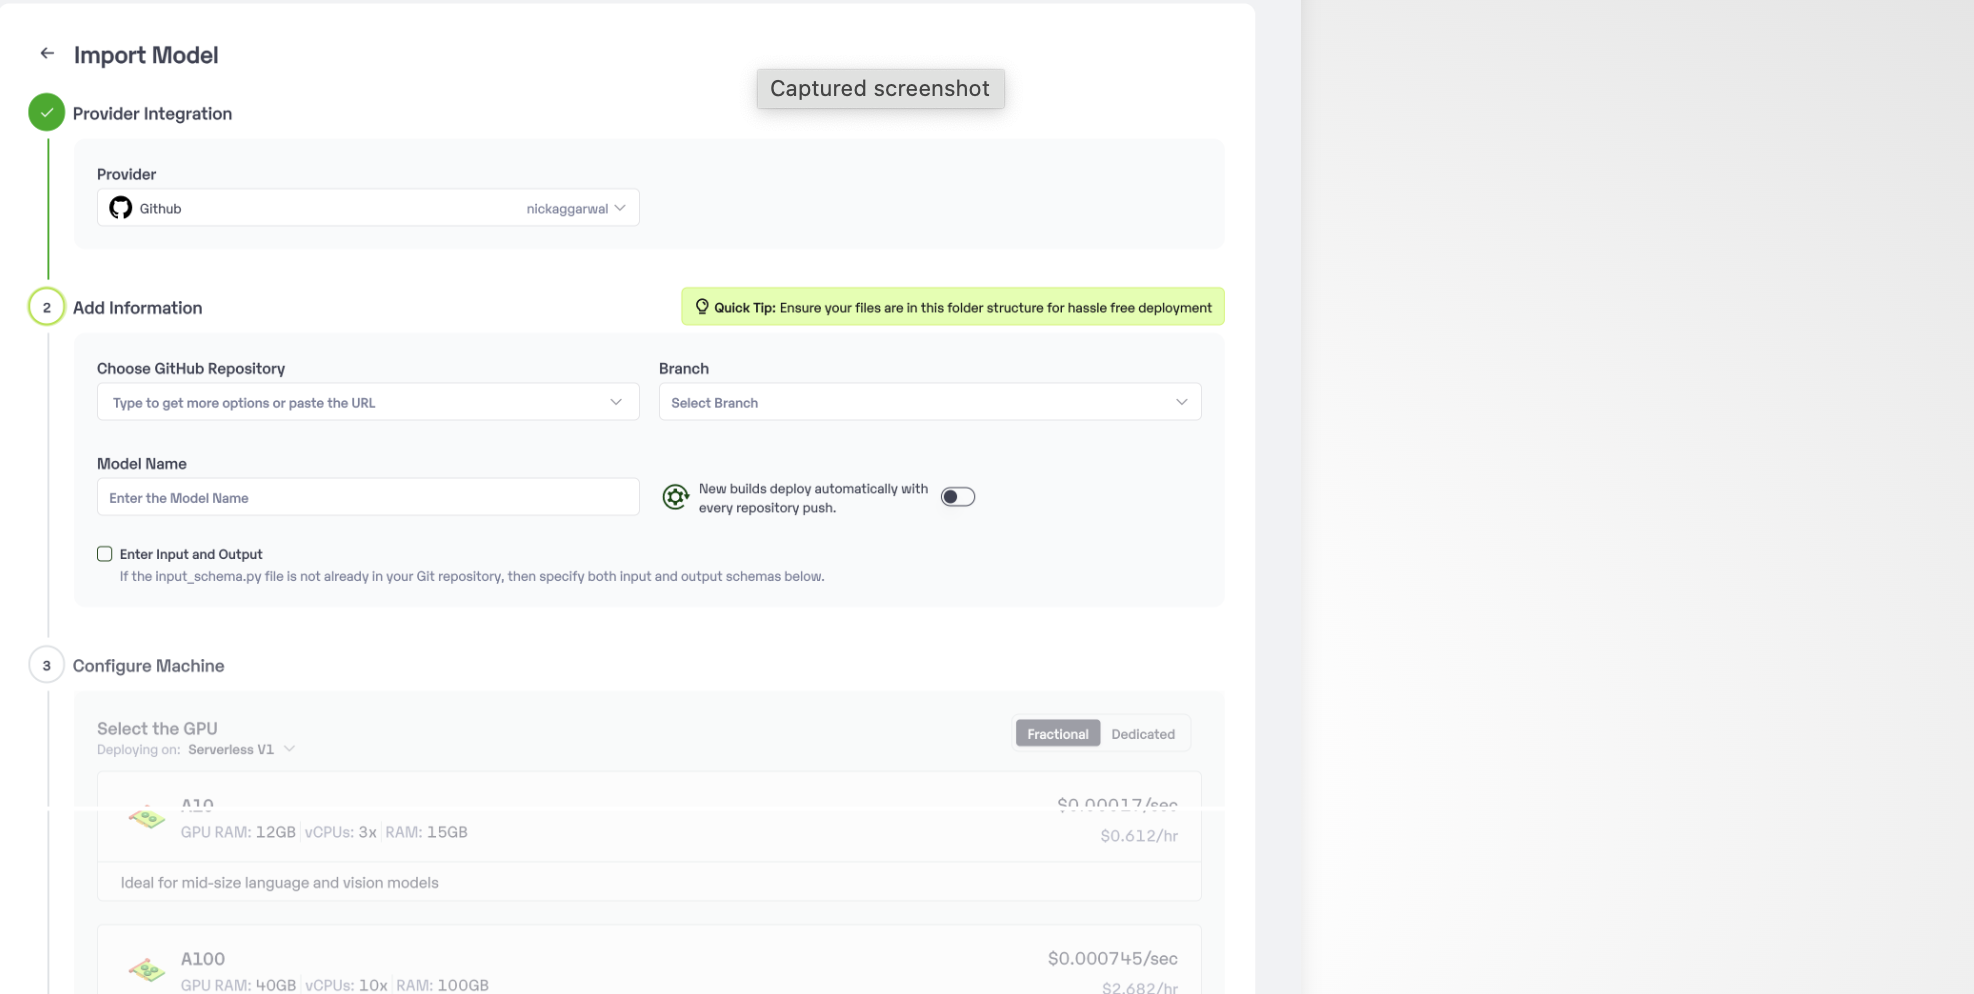 Import Model
Captured screenshot
Provider Integration
Provider
Github nickaggarwal
2 Add Information
Quick Tip: Ensure your files are in this folder structure for hassle free deployment
Choose GitHub Repository Branch
Type to get more options or paste the URL Select Branch
Model Name
Enter the Model Name
New builds deploy automatically with
every repository push.
Enter Input and Output
If the input_schema.py file is not already in your Git repository, then specify both input and output schemas below.
3 Configure Machine
Select the GPU
Fractional Dedicated
Deploying on: Serverless V1
A10 $0.00017/sec
GPU RAM: 12GB vCPUs: 3x RAM: 15GB
$0.612/hr
Ideal for mid-size language and vision models
A100 $0.000745/sec
GPU RAM: 40GB vCPUs: 10x RAM: 100GB
$2.682/hr